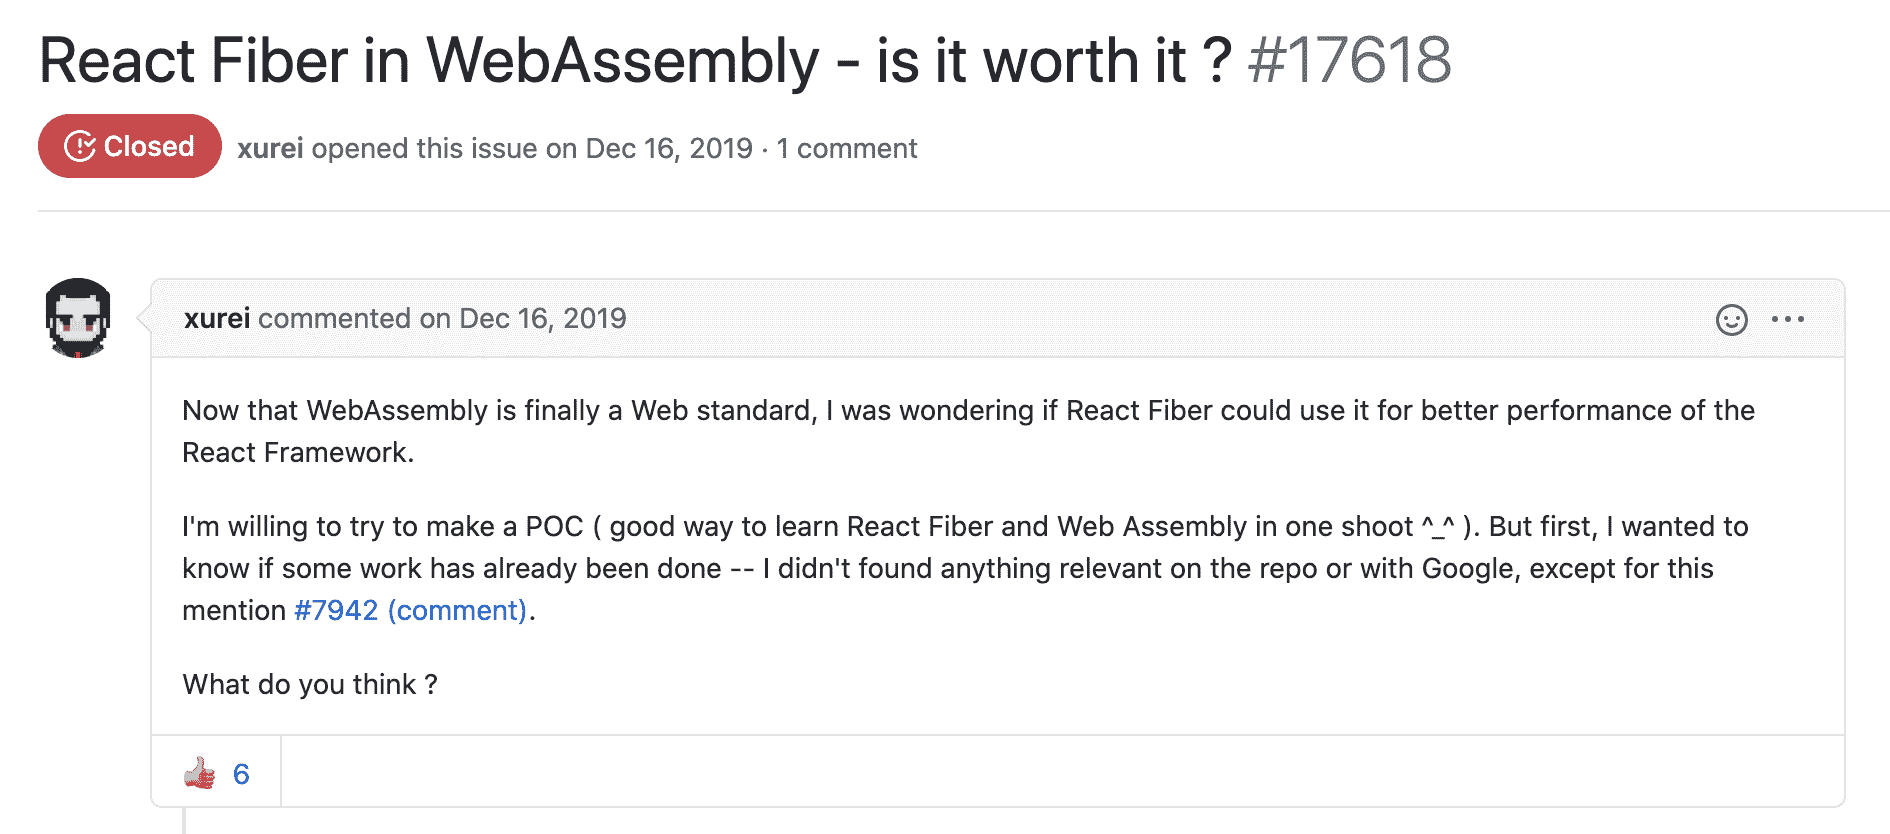 React Fiber in WebAssembly - is it worth it ? #17618
Closed xurei opened this issue on Dec 16, 2019 · 1 comment
xurei commented on Dec 16, 2019
Now that WebAssembly is finally a Web standard, I was wondering if React Fiber could use it for better performance of the
React Framework.
I'm willing to try to make a POC ( good way to learn React Fiber and Web Assembly in one shoot ^_^ ). But first, I wanted to
know if some work has already been done -- I didn't found anything relevant on the repo or with Google, except for this
mention #7942 (comment).
What do you think ?
👍 6